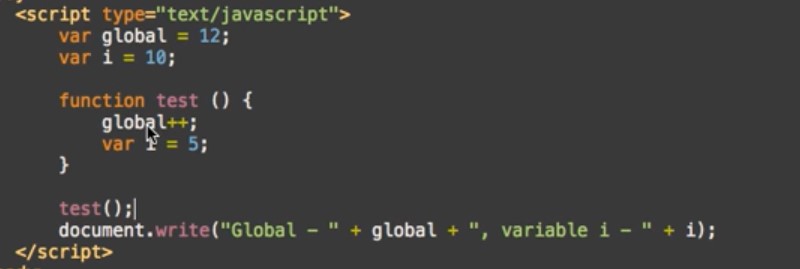 <script type="text/javascript">
var global = 12;
var i = 10;
function test () {
global++;
var i = 5;
}
test();
document.write("Global - " + global + ", variable i - " + i);
</script>